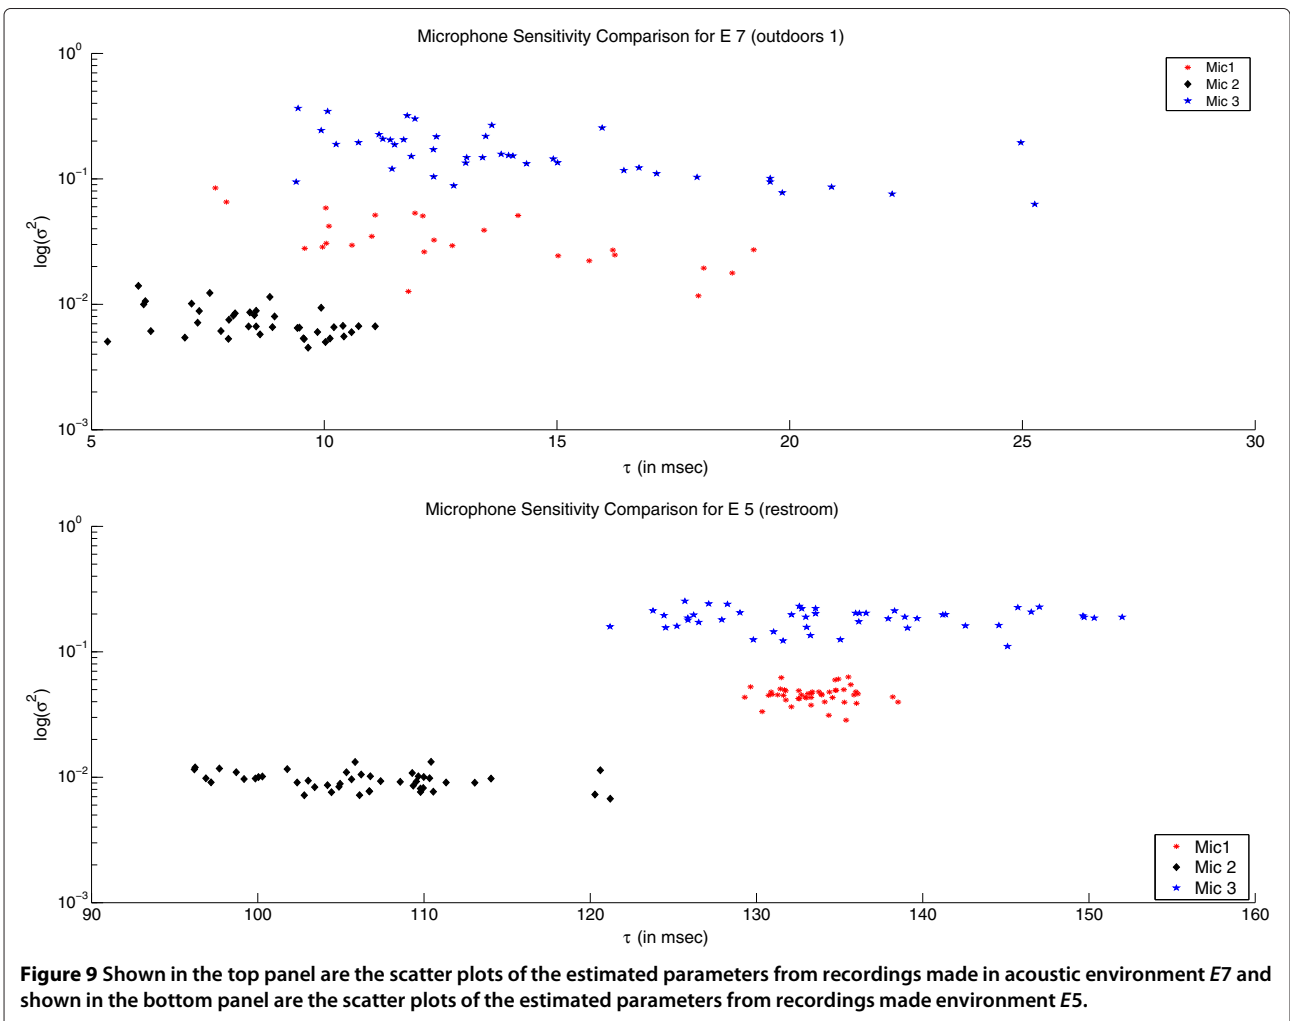 Microphone Sensitivity Comparison for E 7 (outdoors 1)
10^0
10^−1
10^−2
10^−3
log(σ^2)
Mic1
Mic 2
Mic 3
5 10 15 20 25 30
τ (in msec)
Microphone Sensitivity Comparison for E 5 (restroom)
10^0
10^−1
10^−2
10^−3
log(σ^2)
Mic1
Mic 2
Mic 3
90 100 110 120 130 140 150 160
τ (in msec)
Figure 9 Shown in the top panel are the scatter plots of the estimated parameters from recordings made in acoustic environment E7 and
shown in the bottom panel are the scatter plots of the estimated parameters from recordings made environment E5.